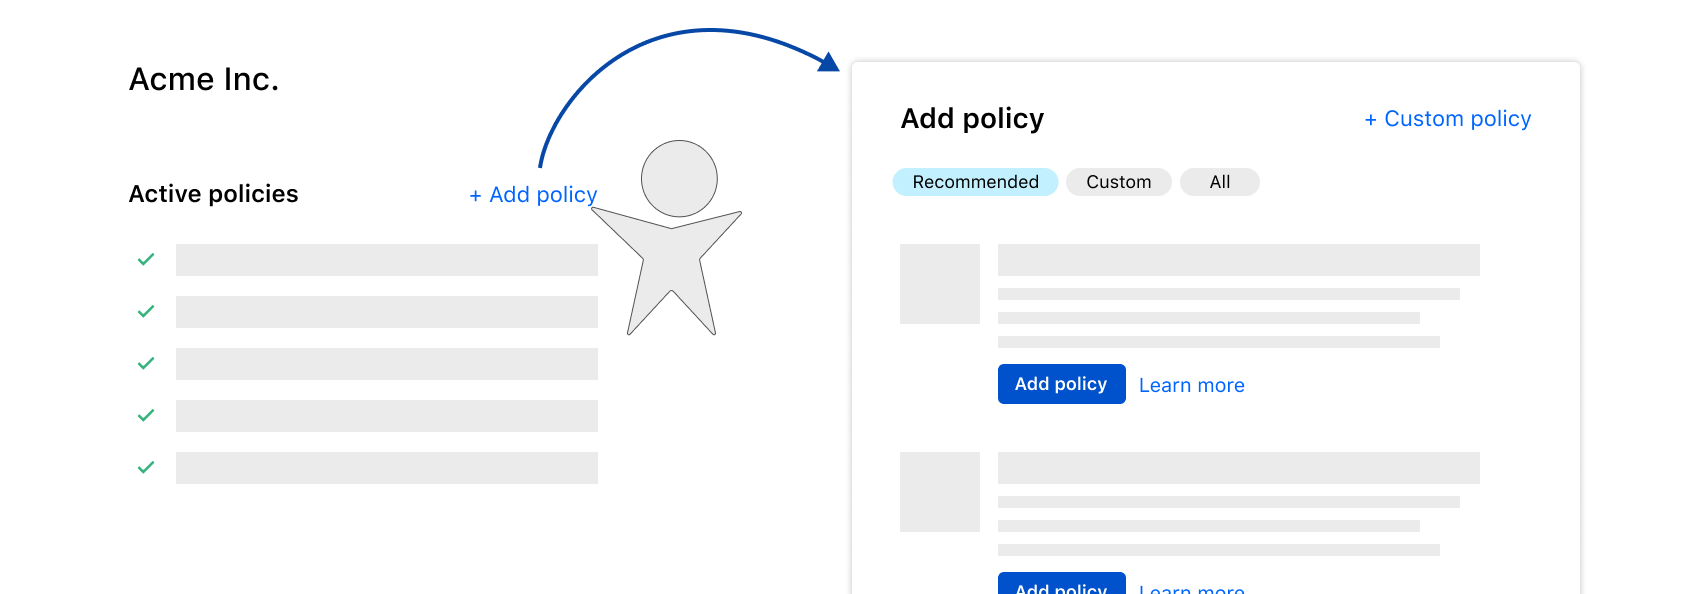 Acme Inc.
Active policies
+ Add policy
Add policy
+ Custom policy
Recommended
Custom
All
Add policy
Learn more
Add policy
Learn more